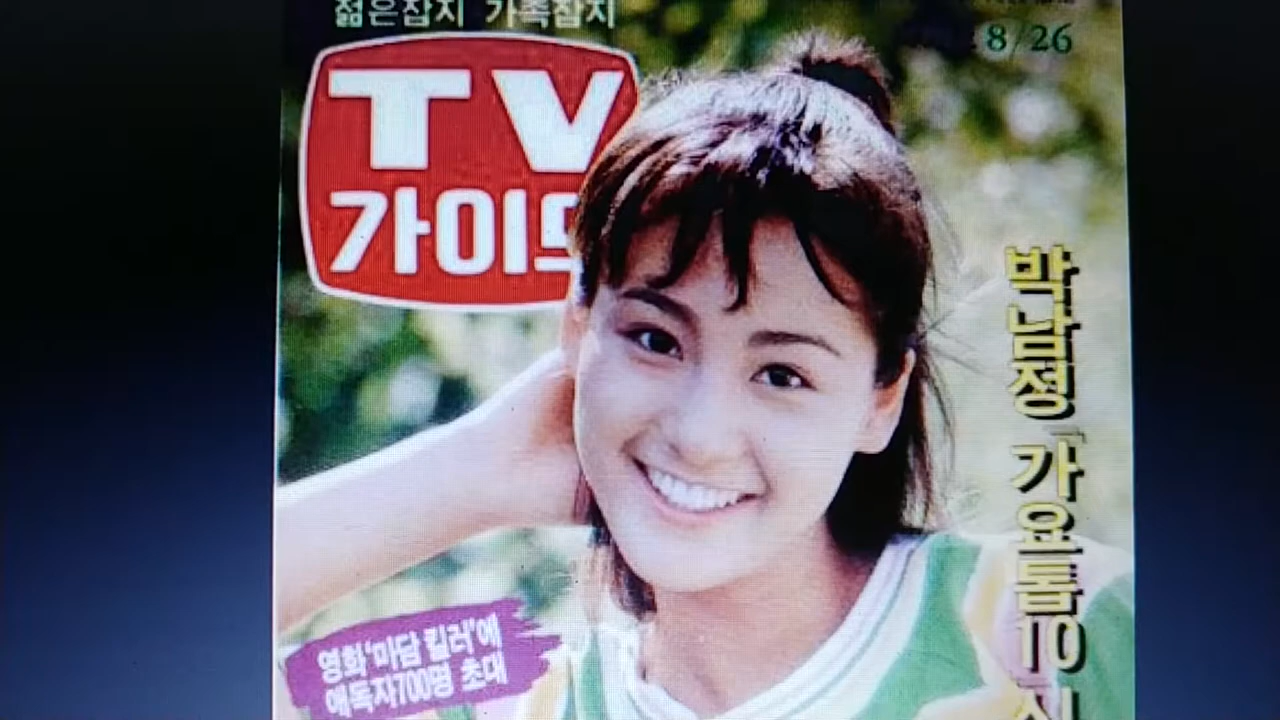 젊은잡지 가족잡지
8/26
TV
가이드
박남정 가요톱10
영화'마담 킬러'에
애독자700명 초대